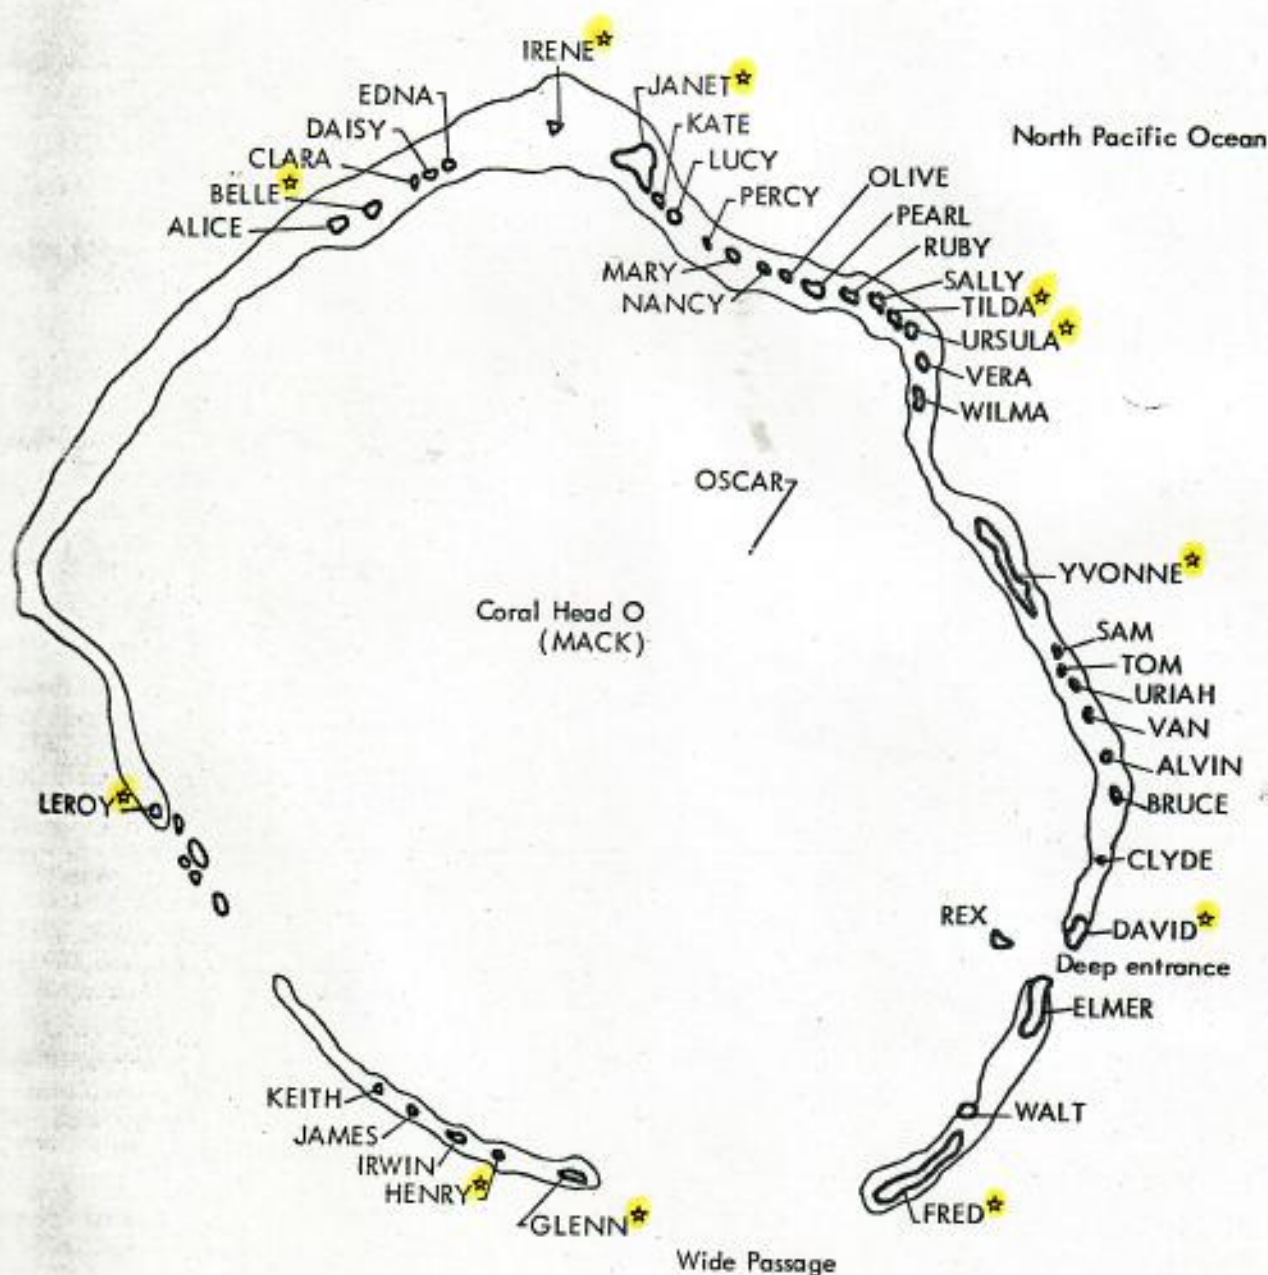 IRENE☆
JANET☆
EDNA
KATE
DAISY
North Pacific Ocean
CLARA
LUCY
OLIVE
BELLE☆
PERCY
PEARL
ALICE
RUBY
MARY
SALLY
NANCY
TILDA☆
URSULA☆
VERA
WILMA
OSCAR
YVONNE☆
Coral Head O
(MACK)
SAM
TOM
URIAH
VAN
ALVIN
LEROY☆
BRUCE
CLYDE
REX
DAVID☆
Deep entrance
ELMER
KEITH
WALT
JAMES
IRWIN
HENRY☆
GLENN☆
FRED☆
Wide Passage